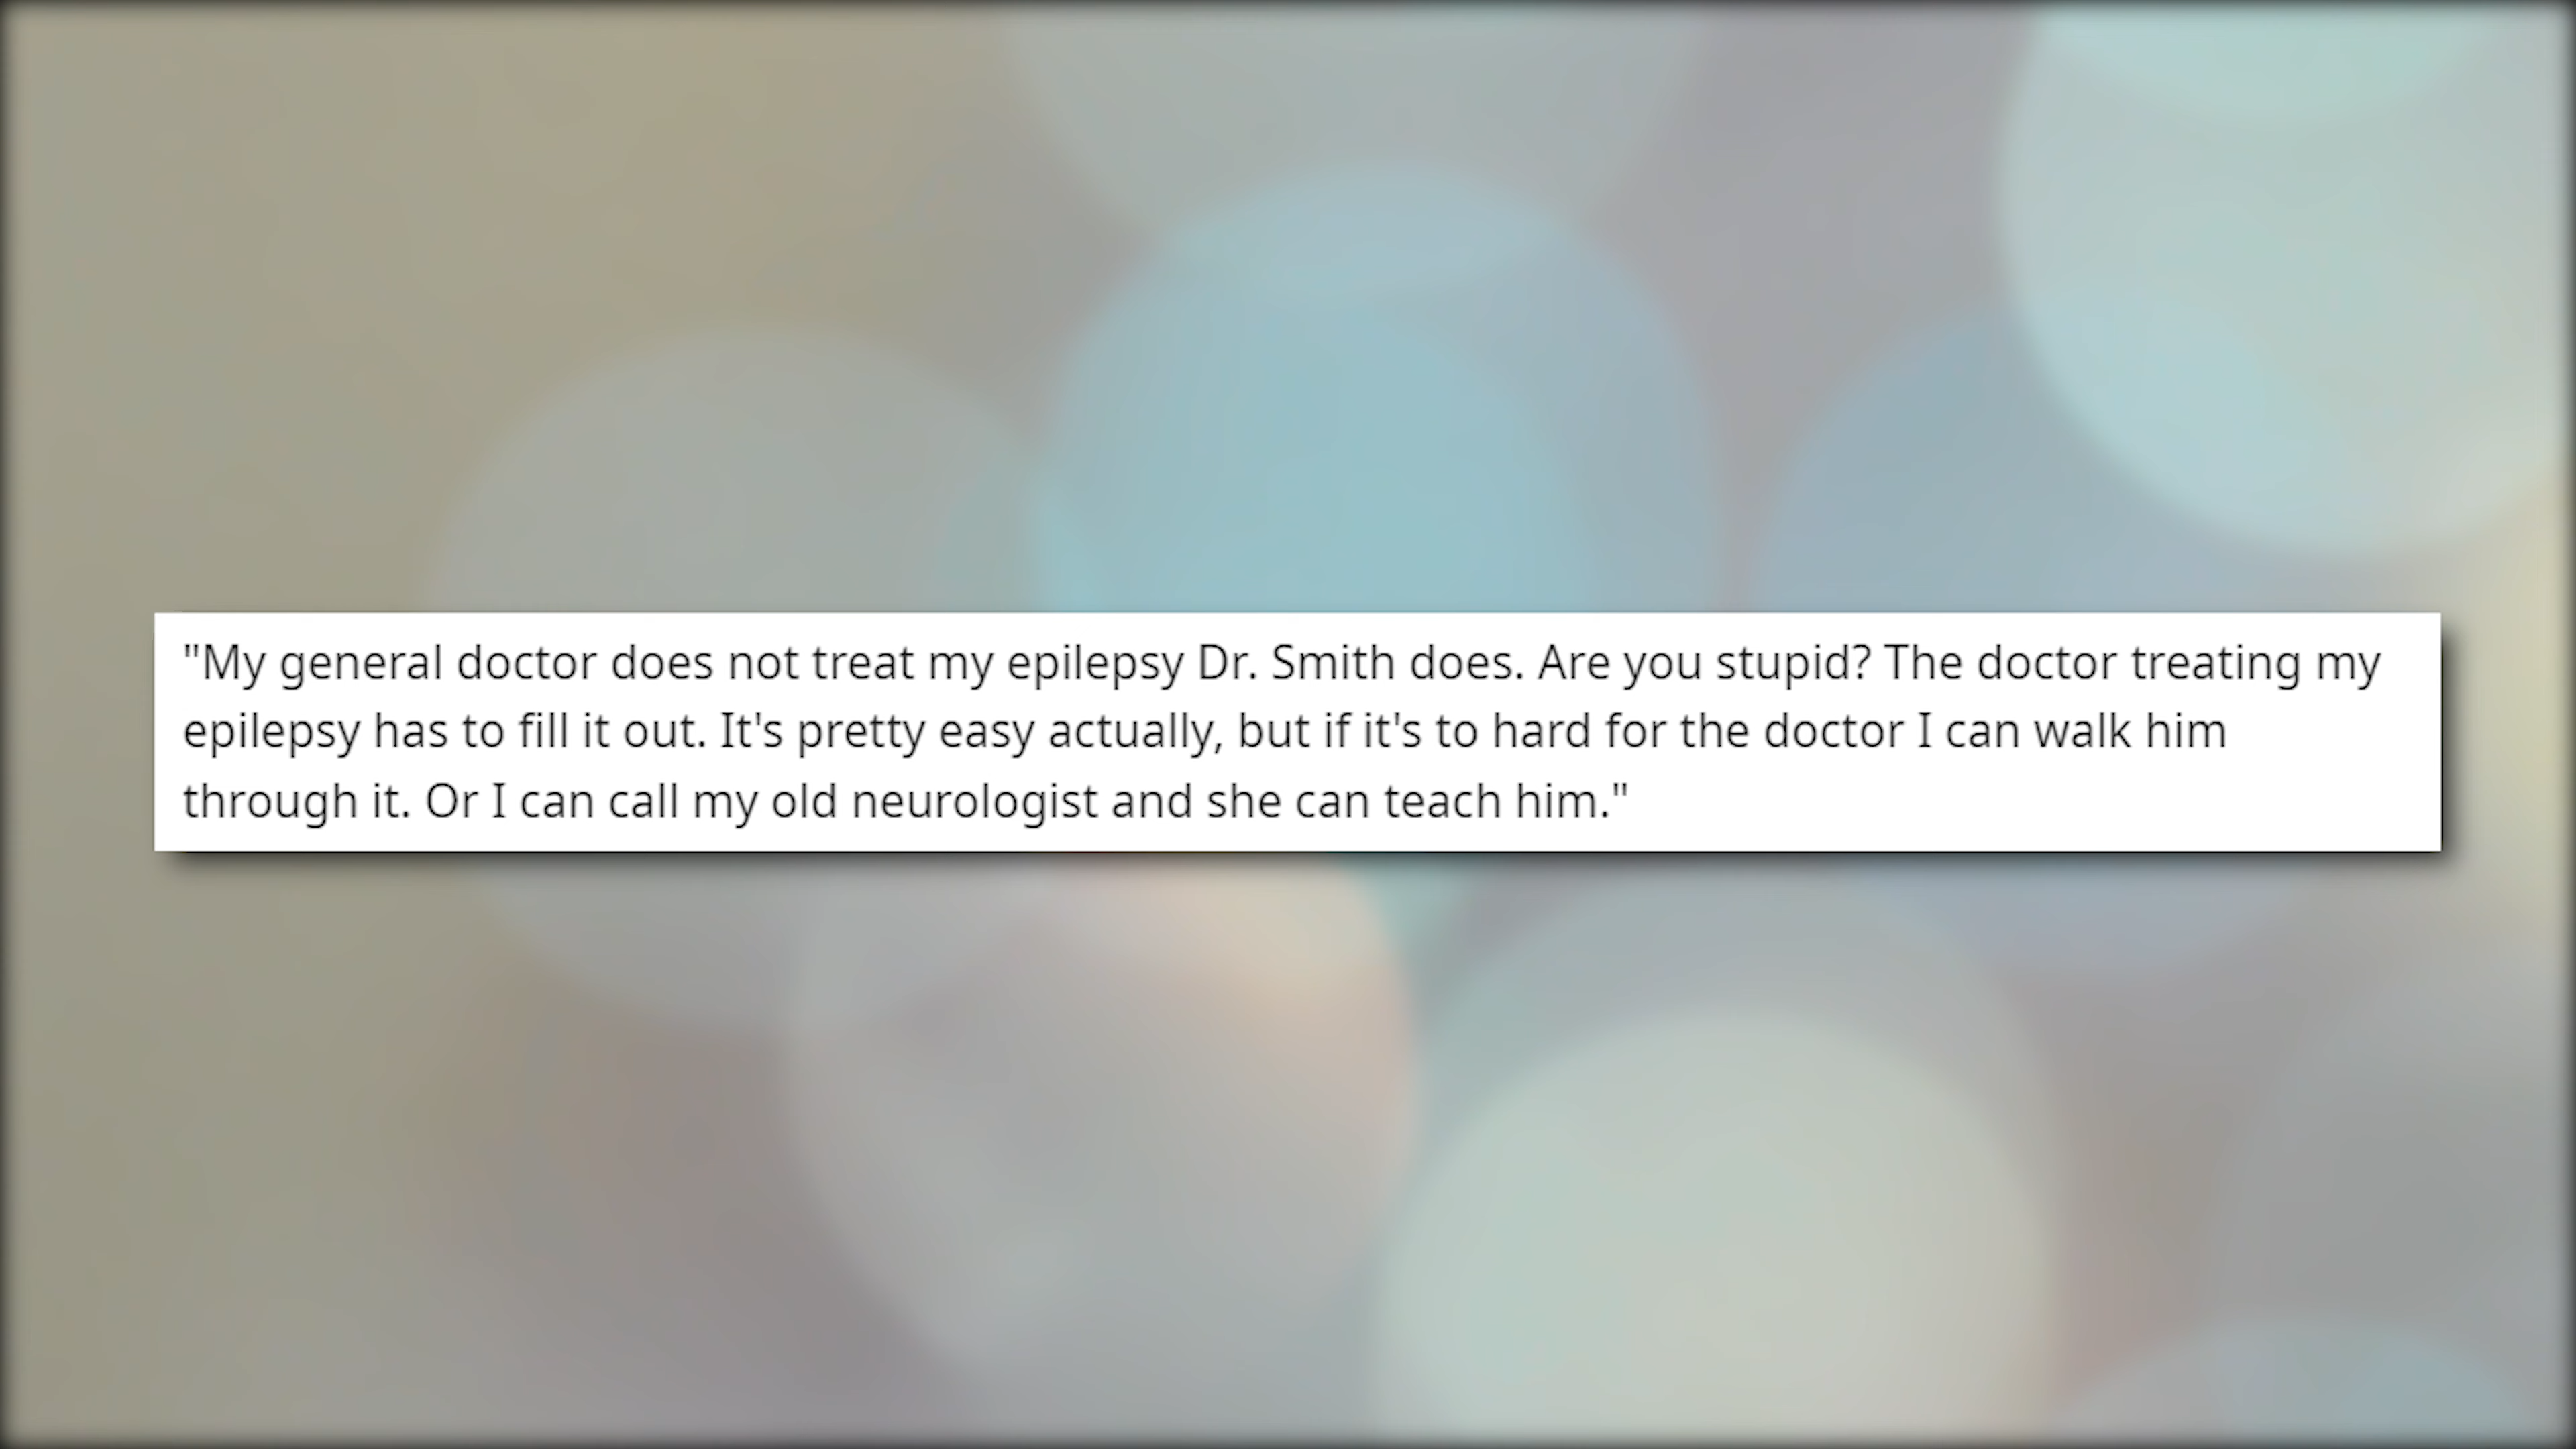 "My general doctor does not treat my epilepsy Dr. Smith does. Are you stupid? The doctor treating my
epilepsy has to fill it out. It's pretty easy actually, but if it's to hard for the doctor I can walk him
through it. Or I can call my old neurologist and she can teach him."